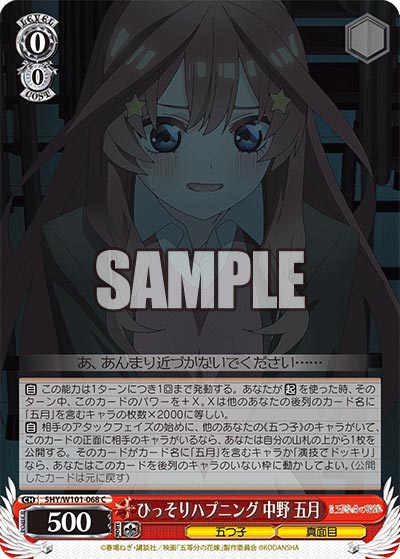 LEVEL
0
0
COST
SAMPLE
あ、あんまり近づかないでください……
自 この能力は1ターンにつき1回まで発動する。あなたが起を使った時、そのターン中、このカードのパワーを+X。Xは他のあなたの後列のカード名に「五月」を含むキャラの枚数×2000に等しい。
自 相手のアタックフェイズの始めに、他のあなたの《五つ子》のキャラがいて、このカードの正面に相手のキャラがいるなら、あなたは自分の山札の上から1枚を公開する。そのカードがカード名に「五月」を含むキャラか「演技でドッキリ」なら、あなたはこのカードを後列のキャラのいない枠に動かしてよい。(公開したカードは元に戻す)
CH 5HY/W101-068 C
500
ひっそりハプニング 中野 五月
五つ子
真面目
©春場ねぎ・講談社/映画「五等分の花嫁」製作委員会 ©KODANSHA